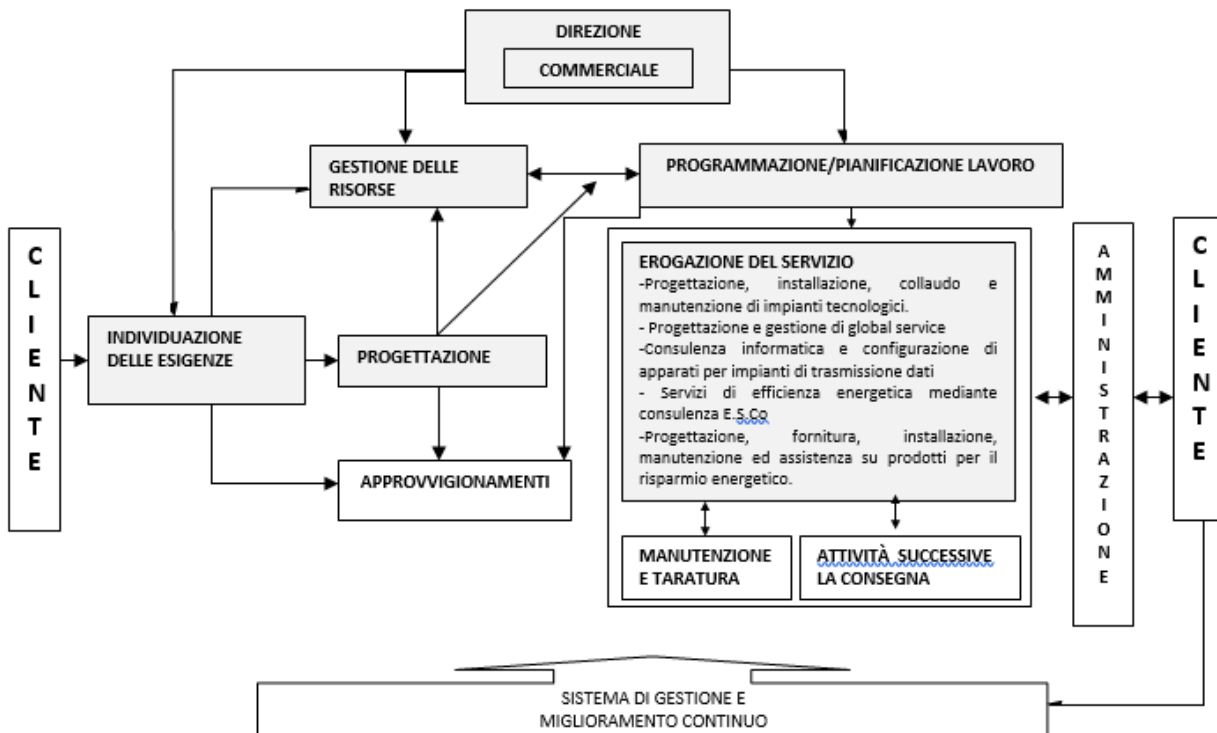 DIREZIONE
COMMERCIALE
GESTIONE DELLE
RISORSE
PROGRAMMAZIONE/PIANIFICAZIONE LAVORO
CLIENTE
INDIVIDUAZIONE
DELLE ESIGENZE
PROGETTAZIONE
APPROVVIGIONAMENTI
EROGAZIONE DEL SERVIZIO
-Progettazione, installazione, collaudo e
manutenzione di impianti tecnologici.
- Progettazione e gestione di global service
-Consulenza informatica e configurazione di
apparati per impianti di trasmissione dati
- Servizi di efficienza energetica mediante
consulenza E.S.Co
-Progettazione, fornitura, installazione,
manutenzione ed assistenza su prodotti per il
risparmio energetico.
MANUTENZIONE
E TARATURA
ATTIVITÀ SUCCESSIVE
LA CONSEGNA
AMMINISTRAZIONE
CLIENTE
SISTEMA DI GESTIONE E
MIGLIORAMENTO CONTINUO